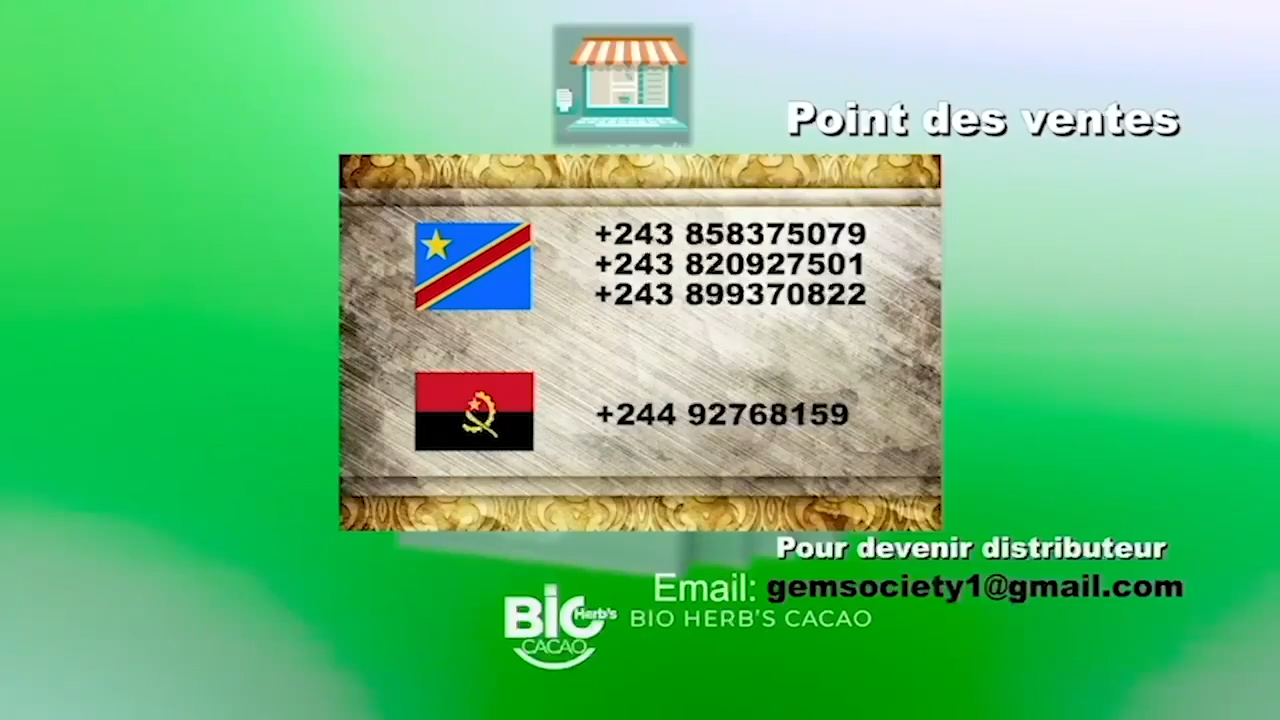 Point des ventes
+243 858375079
+243 820927501
+243 899370822
+244 92768159
Pour devenir distributeur
Email: gemsociety1@gmail.com
BIO Herb's
CACAO
BIO HERB'S CACAO